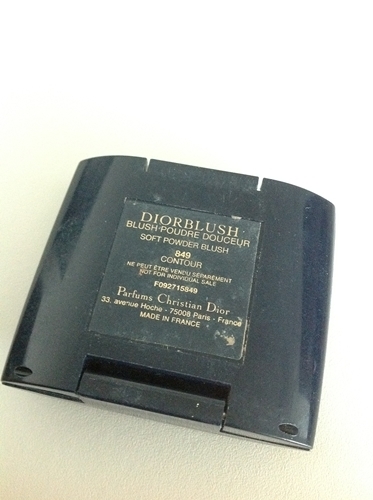 DIORBLUSH
BLUSH·POUDRE DOUCEUR
SOFT POWDER BLUSH
849
CONTOUR
NE PEUT ÊTRE VENDU SÉPARÉMENT
NOT FOR INDIVIDUAL SALE
F092715849
Parfums Christian Dior
33, avenue Hoche - 75008 Paris - France
MADE IN FRANCE